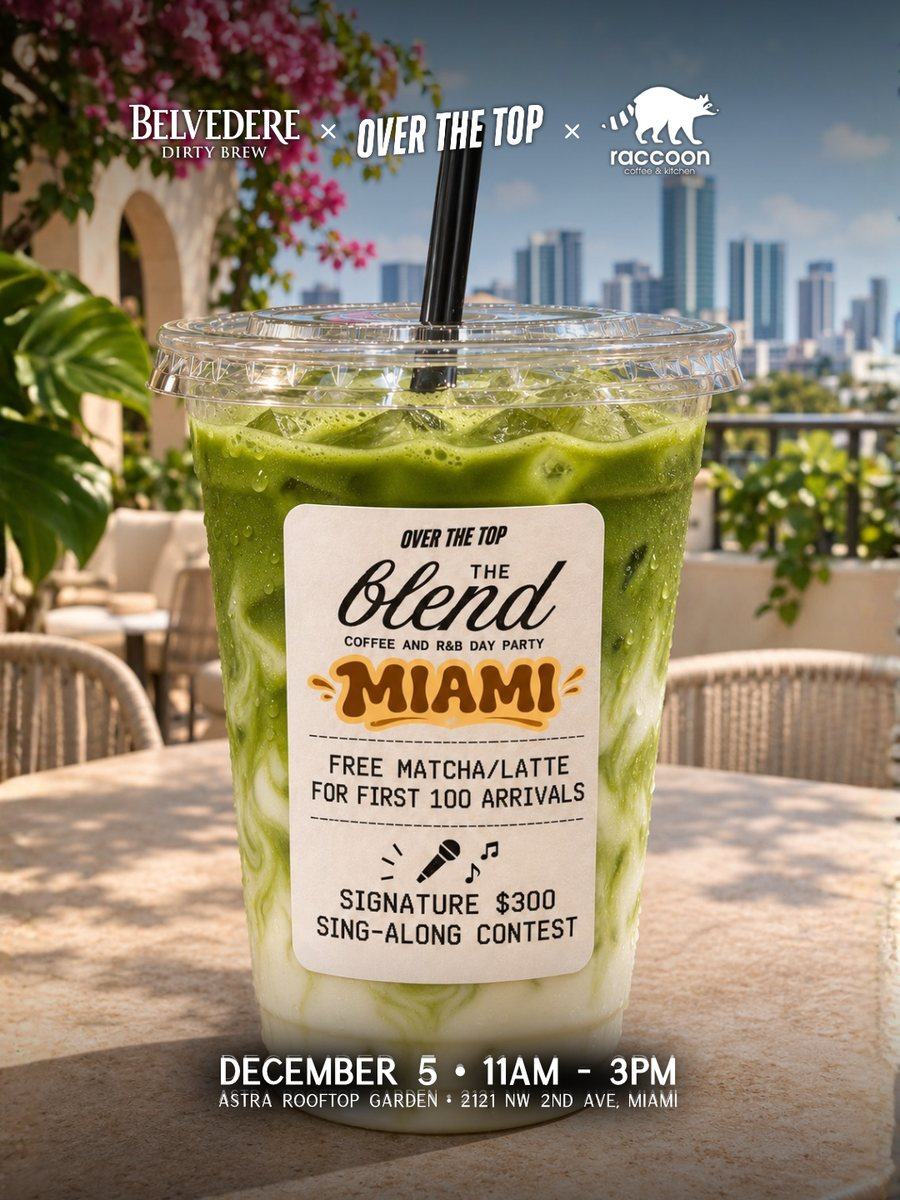 BELVEDERE
DIRTY BREW
×
OVER THE TOP
×
raccoon
coffee & kitchen
OVER THE TOP
THE
blend
COFFEE AND R&B DAY PARTY
MIAMI
FREE MATCHA/LATTE
FOR FIRST 100 ARRIVALS
SIGNATURE $300
SING-ALONG CONTEST
DECEMBER 5 • 11AM - 3PM
ASTRA ROOFTOP GARDEN • 2121 NW 2ND AVE, MIAMI